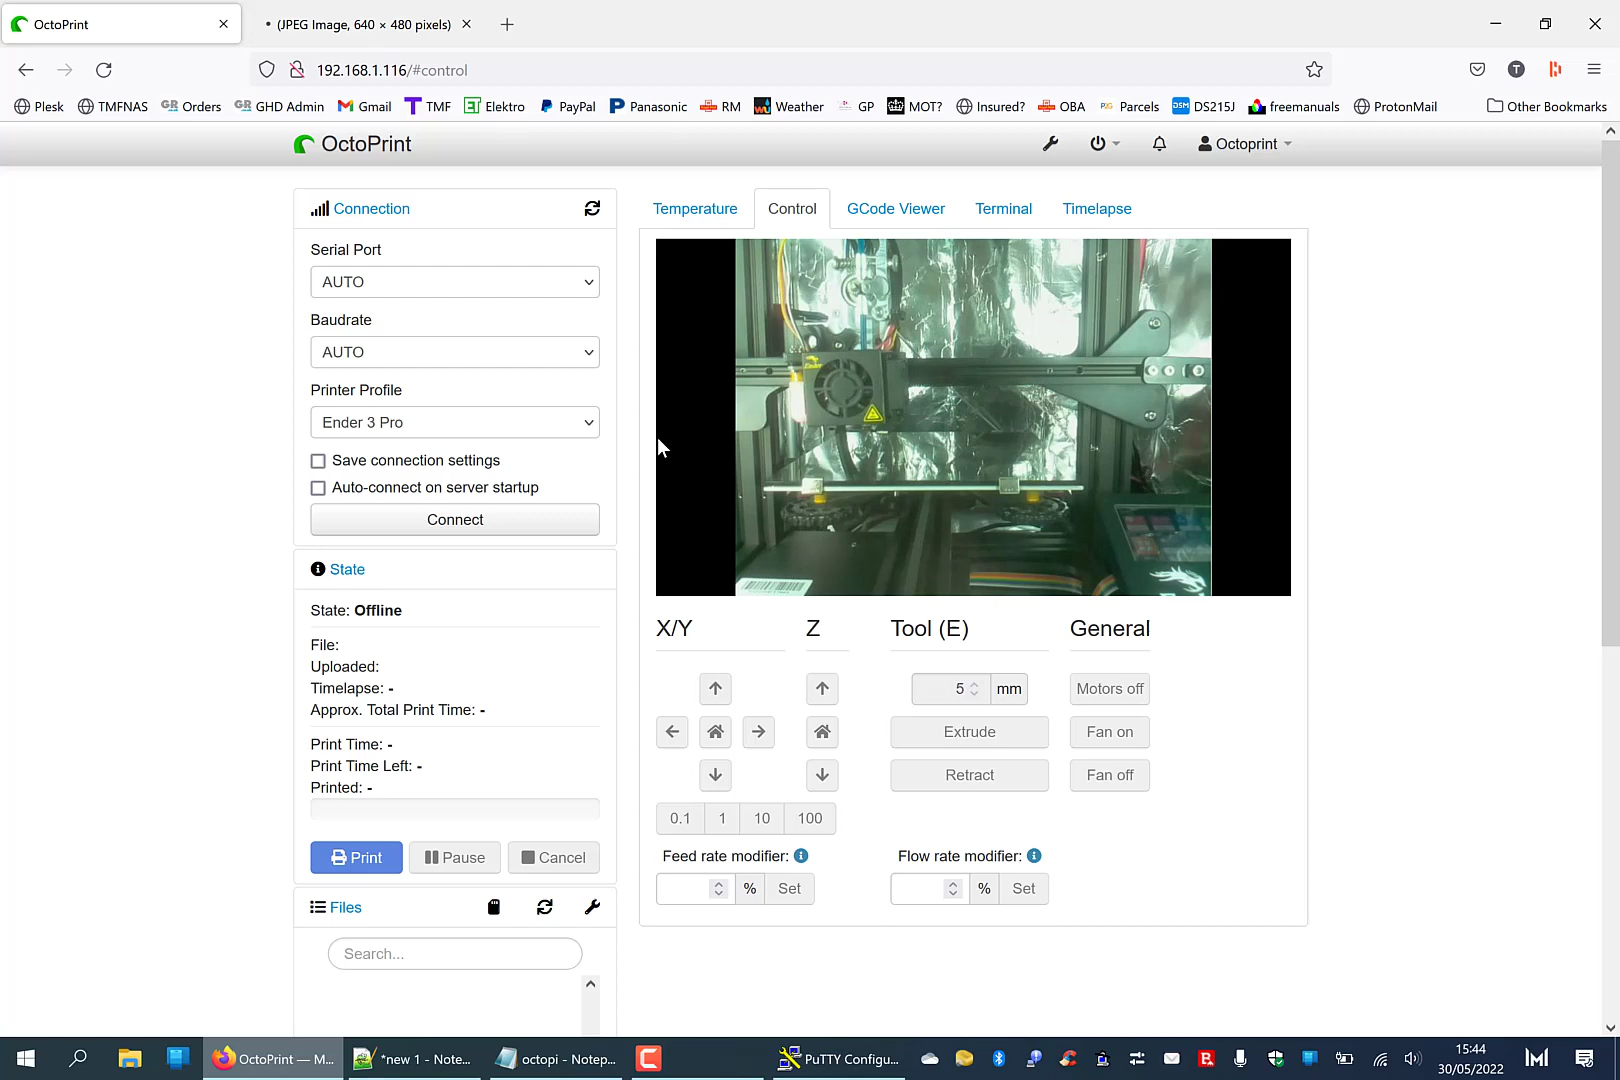 OctoPrint
(JPEG Image, 640 × 480 pixels)
192.168.1.116/#control
Plesk TMFNAS GR Orders GR GHD Admin Gmail TMF Elektro PayPal Panasonic RM Weather GP MOT? Insured? OBA P2G Parcels DSM DS215J freemanuals ProtonMail Other Bookmarks
OctoPrint
Octoprint
Connection
Serial Port
AUTO
Baudrate
AUTO
Printer Profile
Ender 3 Pro
Save connection settings
Auto-connect on server startup
Connect
State
State: Offline
File:
Uploaded:
Timelapse: -
Approx. Total Print Time: -
Print Time: -
Print Time Left: -
Printed: -
Print Pause Cancel
Files
Search...
Temperature Control GCode Viewer Terminal Timelapse
X/Y Z Tool (E) General
5 mm Motors off
Extrude Fan on
Retract Fan off
0.1 1 10 100
Feed rate modifier: Flow rate modifier:
% Set % Set
OctoPrint — M... *new 1 - Note... octopi - Notep... PuTTY Configu...
15:44
30/05/2022